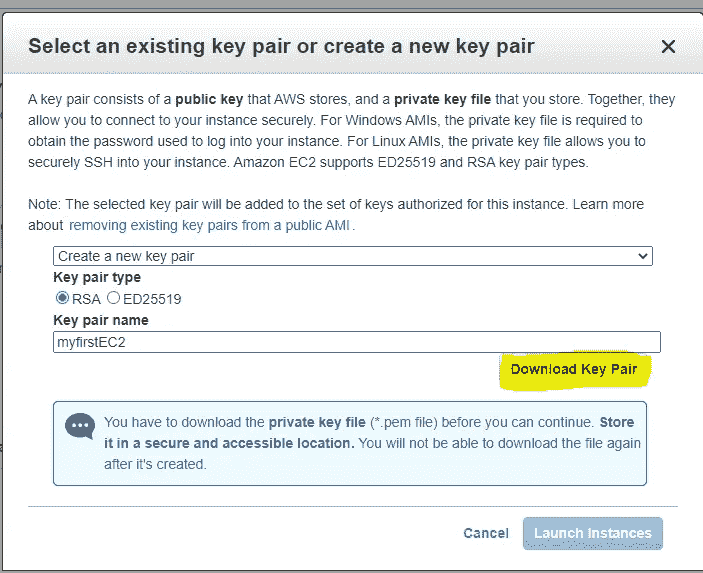 Select an existing key pair or create a new key pair
A key pair consists of a public key that AWS stores, and a private key file that you store. Together, they
allow you to connect to your instance securely. For Windows AMIs, the private key file is required to
obtain the password used to log into your instance. For Linux AMIs, the private key file allows you to
securely SSH into your instance. Amazon EC2 supports ED25519 and RSA key pair types.
Note: The selected key pair will be added to the set of keys authorized for this instance. Learn more
about removing existing key pairs from a public AMI.
Create a new key pair
Key pair type
RSA ED25519
Key pair name
myfirstEC2
Download Key Pair
You have to download the private key file (*.pem file) before you can continue. Store
it in a secure and accessible location. You will not be able to download the file again
after it's created.
Cancel Launch Instances